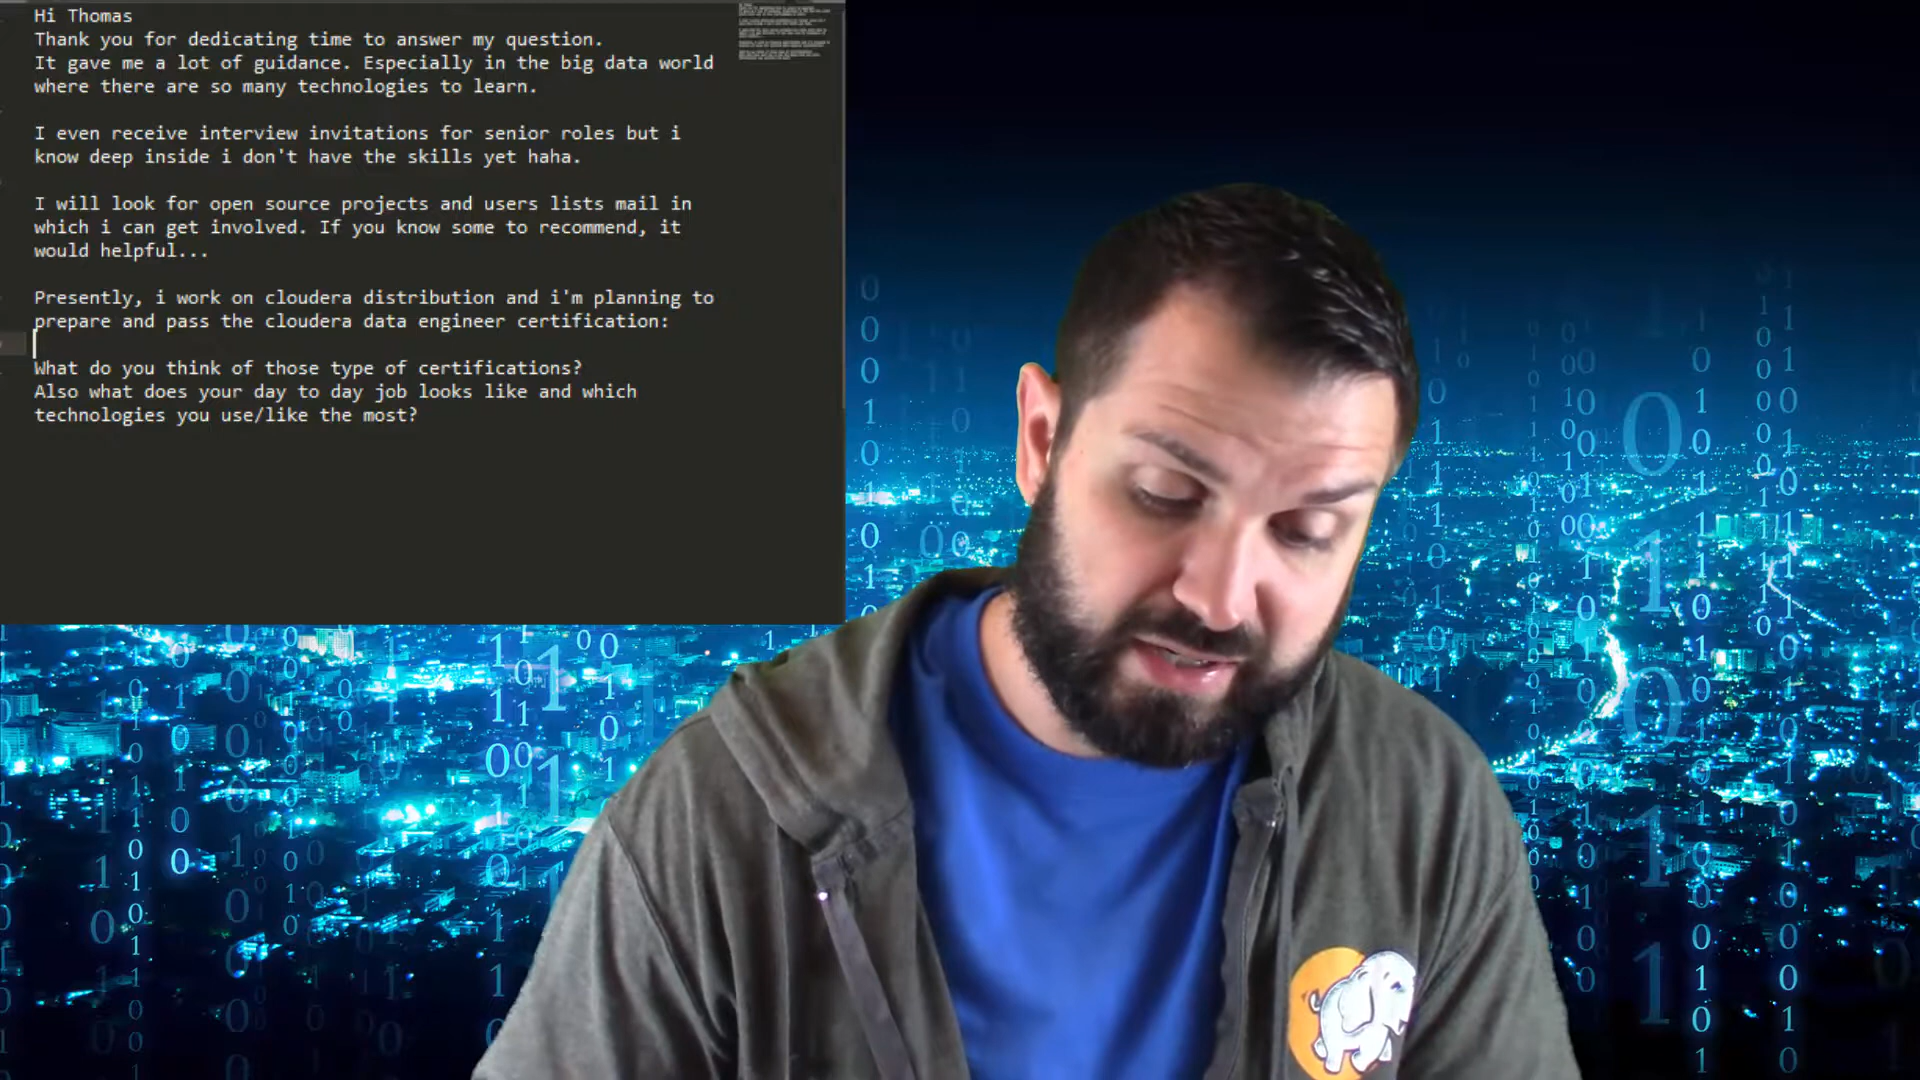 Hi Thomas
Thank you for dedicating time to answer my question.
It gave me a lot of guidance. Especially in the big data world
where there are so many technologies to learn.
I even receive interview invitations for senior roles but i
know deep inside i don't have the skills yet haha.
I will look for open source projects and users lists mail in
which i can get involved. If you know some to recommend, it
would helpful...
Presently, i work on cloudera distribution and i'm planning to
prepare and pass the cloudera data engineer certification:
What do you think of those type of certifications?
Also what does your day to day job looks like and which
technologies you use/like the most?